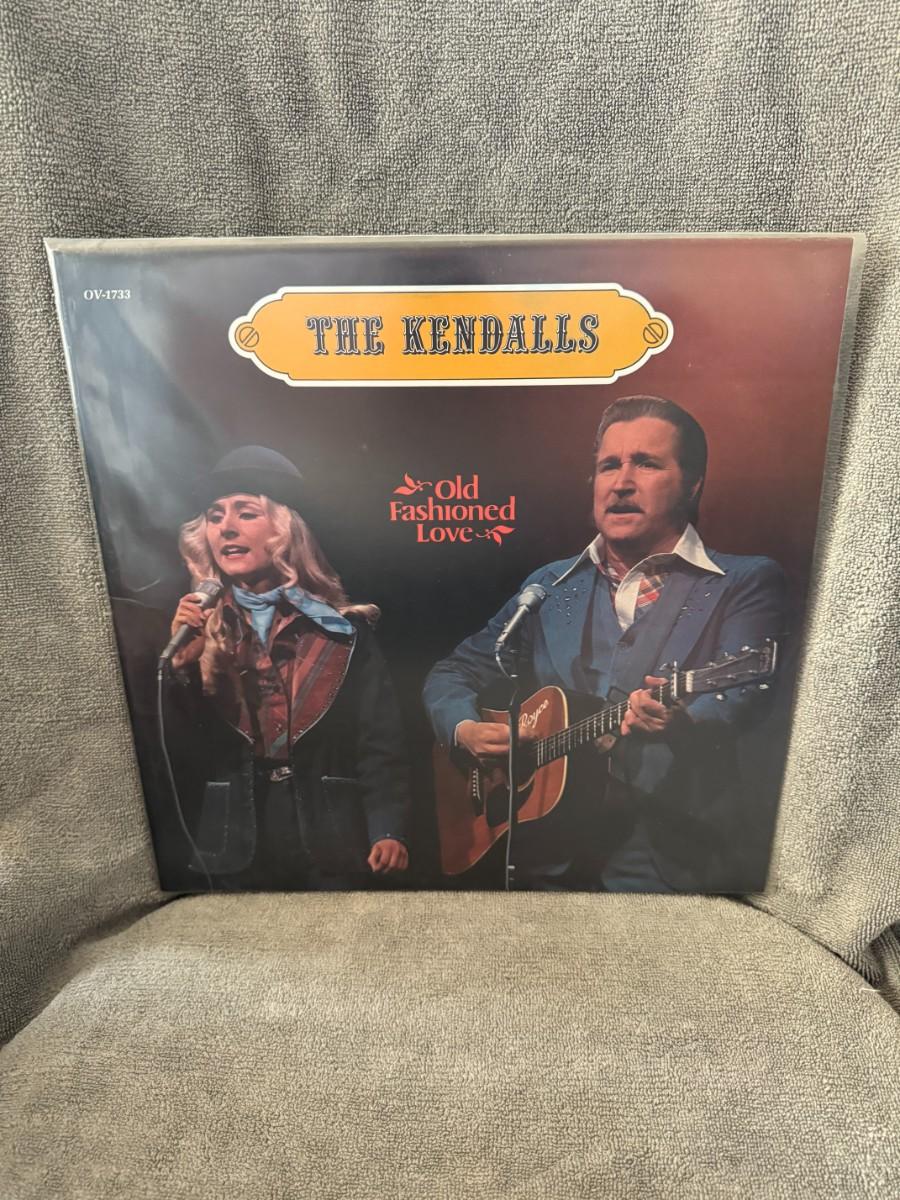 OV-1733
THE KENDALLS
Old
Fashioned
Love
Royce